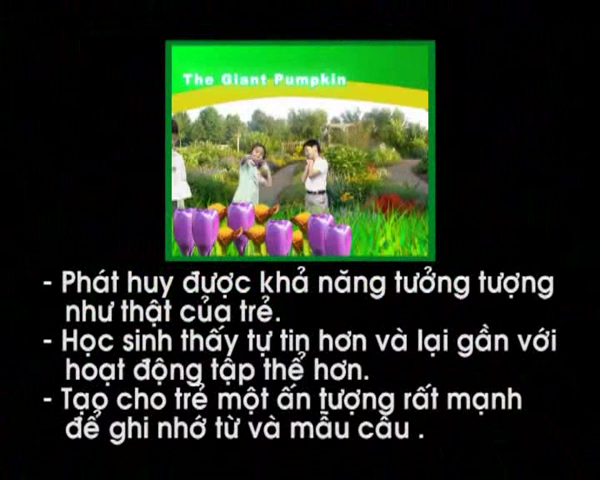 The Giant Pumpkin
- Phát huy được khả năng tưởng tượng
như thật của trẻ.
- Học sinh thấy tự tin hơn và lại gần với
hoạt động tập thể hơn.
- Tạo cho trẻ một ấn tượng rất mạnh
để ghi nhớ từ và mẫu câu .